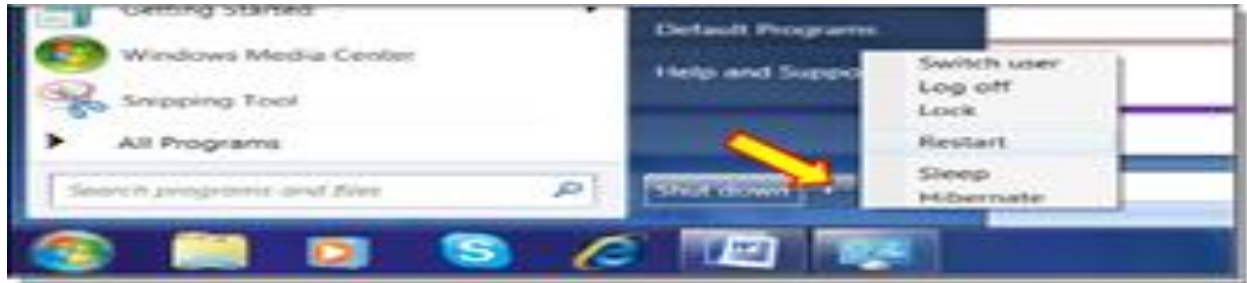 Getting Started
Windows Media Center
Snipping Tool
All Programs
Search programs and files
Default Programs
Help and Suppo
Shut down
Switch user
Log off
Lock
Restart
Sleep
Hibernate